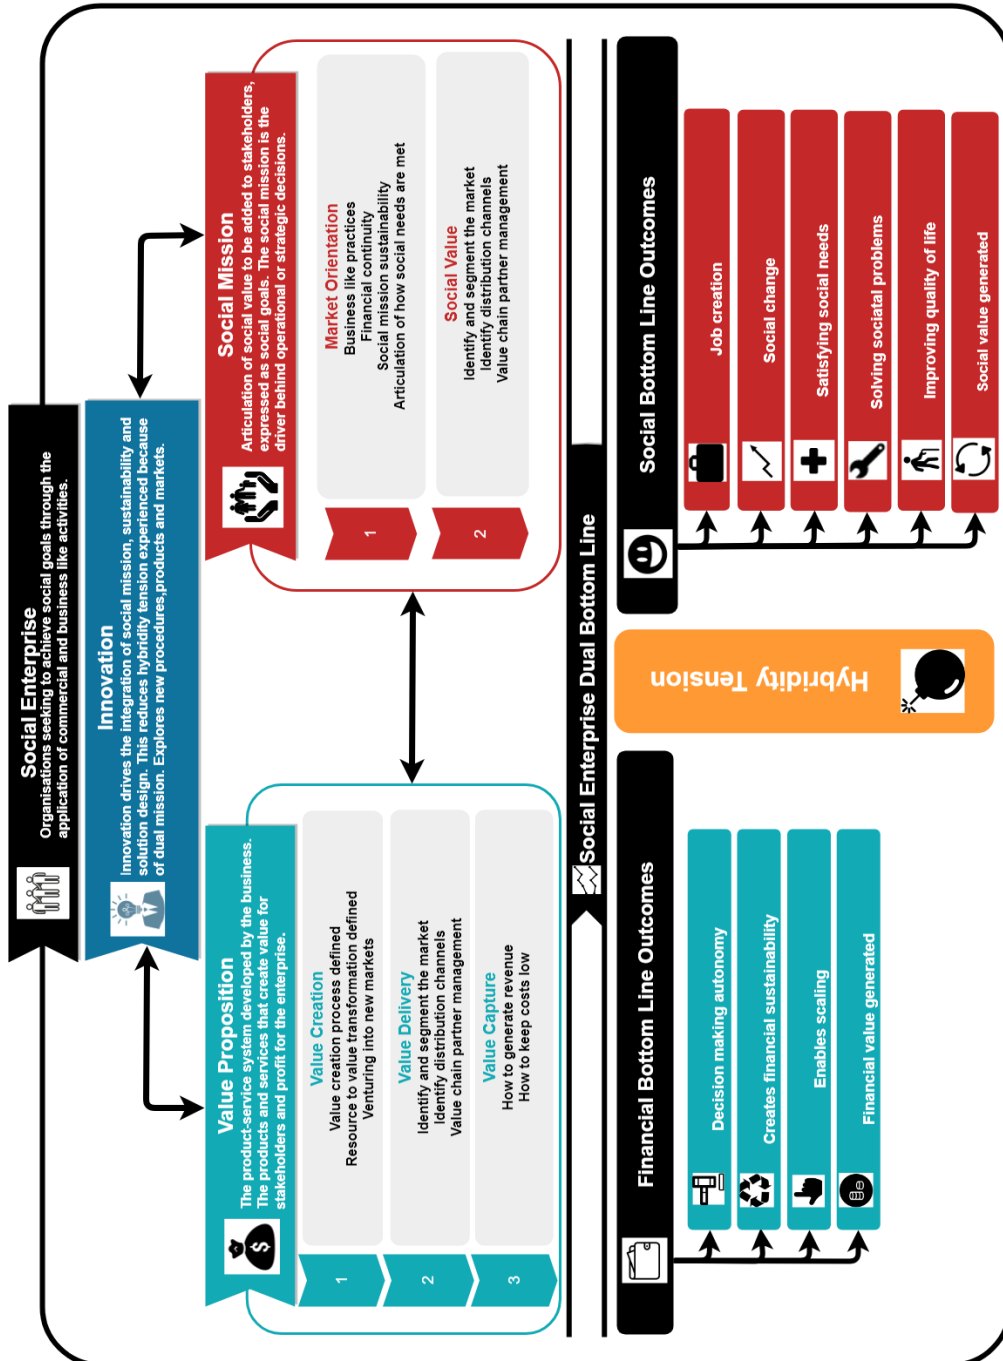 Social Enterprise
Organisations seeking to achieve social goals through the
application of commercial and business like activities.
Innovation
Innovation drives the integration of social mission, sustainability and
solution design. This reduces hybridity tension experienced because
of dual mission. Explores new procedures,products and markets.
Value Proposition
The product-service system developed by the business.
The products and services that create value for
stakeholders and profit for the enterprise.
1
Value Creation
Value creation process defined
Resource to value transformation defined
Venturing into new markets
2
Value Delivery
Identify and segment the market
Identify distribution channels
Value chain partner management
3
Value Capture
How to generate revenue
How to keep costs low
Social Mission
Articulation of social value to be added to stakeholders,
expressed as social goals. The social mission is the
driver behind operational or strategic decisions.
1
Market Orientation
Business like practices
Financial continuity
Social mission sustainability
Articulation of how social needs are met
2
Social Value
Identify and segment the market
Identify distribution channels
Value chain partner management
Social Enterprise Dual Bottom Line
Financial Bottom Line Outcomes
Decision making autonomy
Creates financial sustainability
Enables scaling
Financial value generated
Hybridity Tension
Social Bottom Line Outcomes
Job creation
Social change
Satisfying social needs
Solving sociatal problems
Improving quality of life
Social value generated